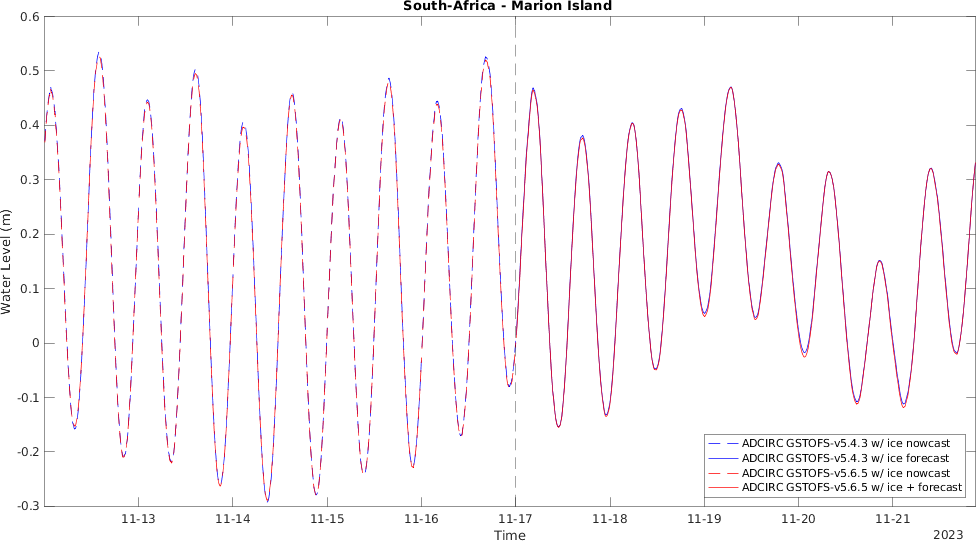 South-Africa - Marion Island
0.6
0.5
0.4
0.3
0.2
0.1
0
-0.1
-0.2
-0.3
Water Level (m)
ADCIRC GSTOFS-v5.4.3 w/ ice nowcast
ADCIRC GSTOFS-v5.4.3 w/ ice forecast
ADCIRC GSTOFS-v5.6.5 w/ ice nowcast
ADCIRC GSTOFS-v5.6.5 w/ ice + forecast
11-13 11-14 11-15 11-16 11-17 11-18 11-19 11-20 11-21
Time
2023